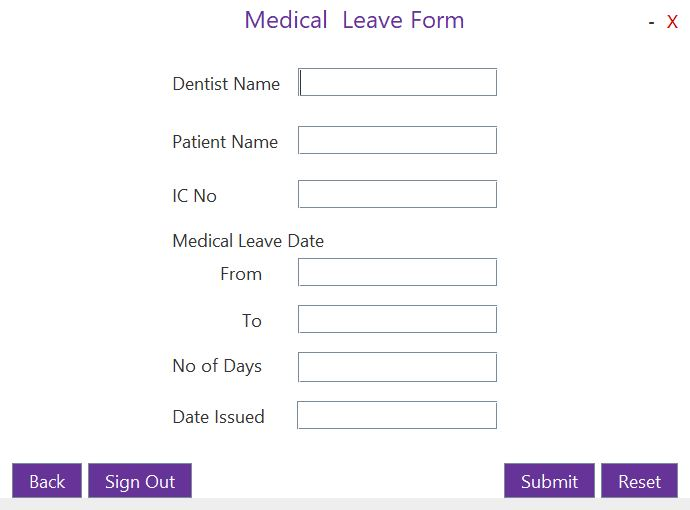 Medical Leave Form
- X
Dentist Name
Patient Name
IC No
Medical Leave Date
From
To
No of Days
Date Issued
Back Sign Out Submit Reset